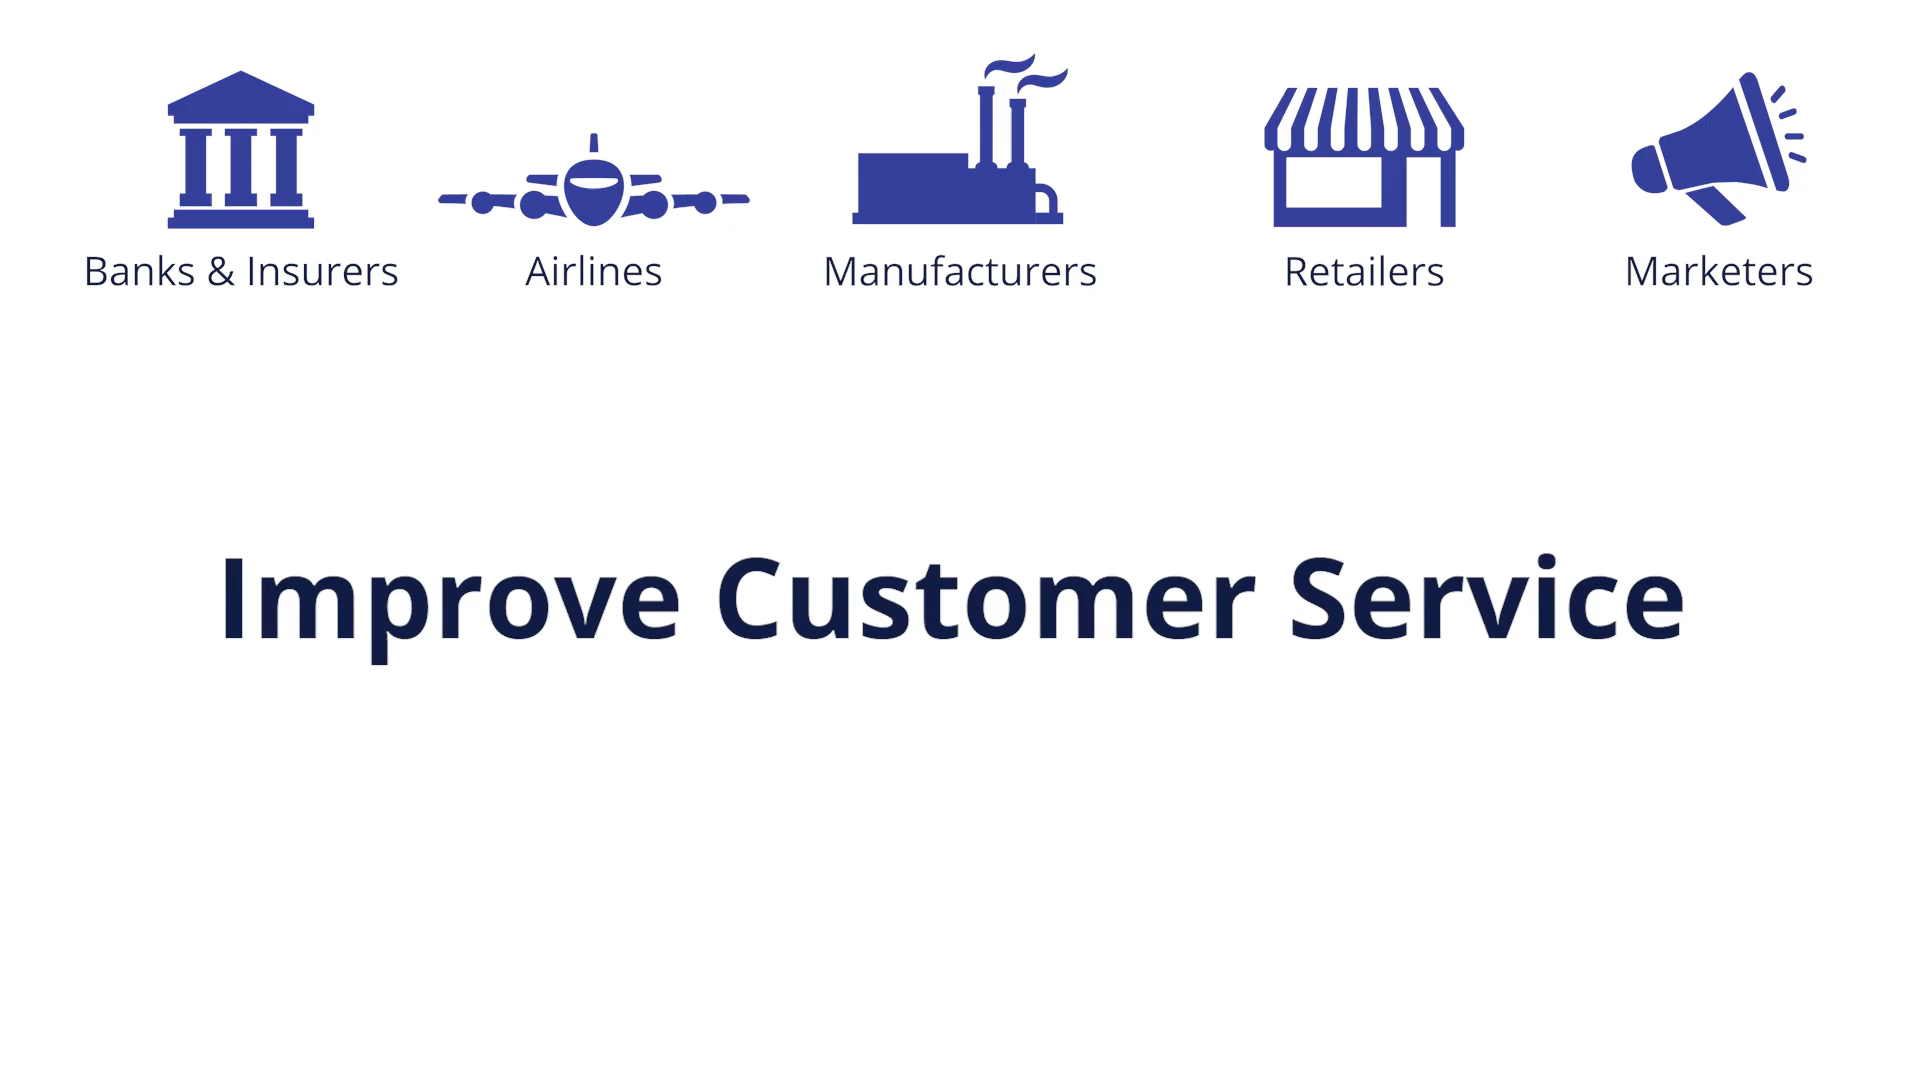 Banks & Insurers
Airlines
Manufacturers
Retailers
Marketers
Improve Customer Service